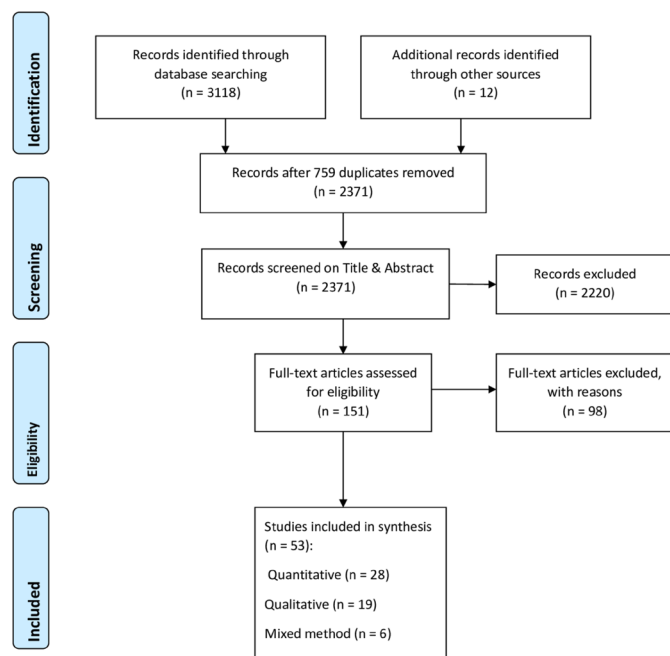 Identification
Records identified through
database searching
(n = 3118)
Additional records identified
through other sources
(n = 12)
Records after 759 duplicates removed
(n = 2371)
Screening
Records screened on Title & Abstract
(n = 2371)
Records excluded
(n = 2220)
Eligibility
Full-text articles assessed
for eligibility
(n = 151)
Full-text articles excluded,
with reasons
(n = 98)
Included
Studies included in synthesis
(n = 53):
Quantitative (n = 28)
Qualitative (n = 19)
Mixed method (n = 6)